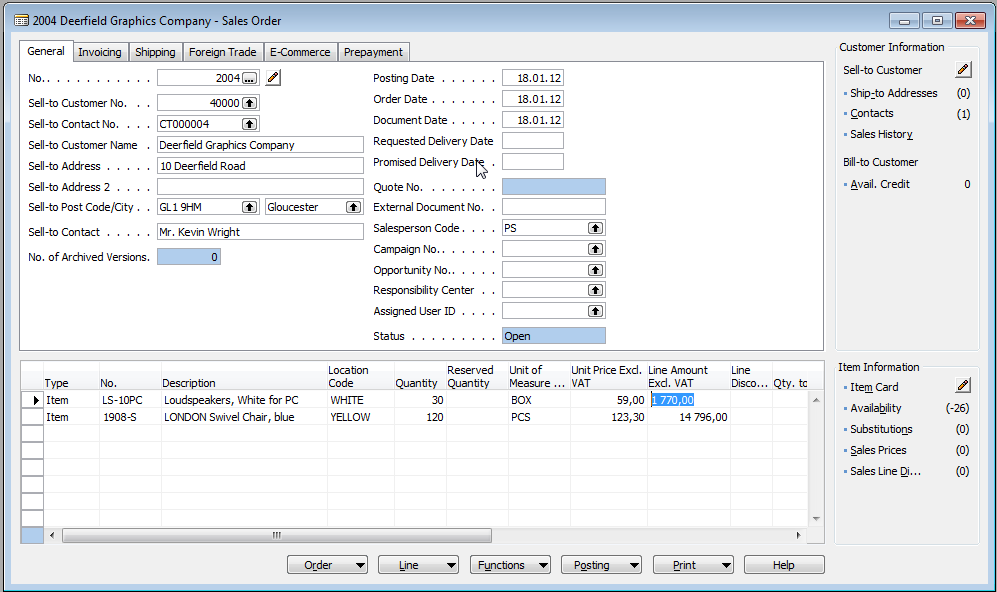 2004 Deerfield Graphics Company - Sales Order
General Invoicing Shipping Foreign Trade E-Commerce Prepayment
No. . . . . . . . . . . . 2004 ...
Sell-to Customer No. . . . 40000
Sell-to Contact No. . . . . CT000004
Sell-to Customer Name . Deerfield Graphics Company
Sell-to Address . . . . . 10 Deerfield Road
Sell-to Address 2 . . . .
Sell-to Post Code/City . . GL1 9HM Gloucester
Sell-to Contact . . . . . Mr. Kevin Wright
No. of Archived Versions. 0
Posting Date . . . . . . 18.01.12
Order Date . . . . . . . 18.01.12
Document Date . . . . . 18.01.12
Requested Delivery Date
Promised Delivery Date .
Quote No. . . . . . . . .
External Document No. . .
Salesperson Code . . . . PS
Campaign No. . . . . . .
Opportunity No. . . . . .
Responsibility Center . .
Assigned User ID . . . .
Status . . . . . . . . . Open
Customer Information
Sell-to Customer
Ship-to Addresses (0)
Contacts (1)
Sales History
Bill-to Customer
Avail. Credit 0
Type No. Description Location Code Quantity Reserved Quantity Unit of Measure ... Unit Price Excl. VAT Line Amount Excl. VAT Line Disco... Qty. to
Item LS-10PC Loudspeakers, White for PC WHITE 30 BOX 59,00 1 770,00
Item 1908-S LONDON Swivel Chair, blue YELLOW 120 PCS 123,30 14 796,00
Item Information
Item Card
Availability (-26)
Substitutions (0)
Sales Prices (0)
Sales Line Di... (0)
Order Line Functions Posting Print Help